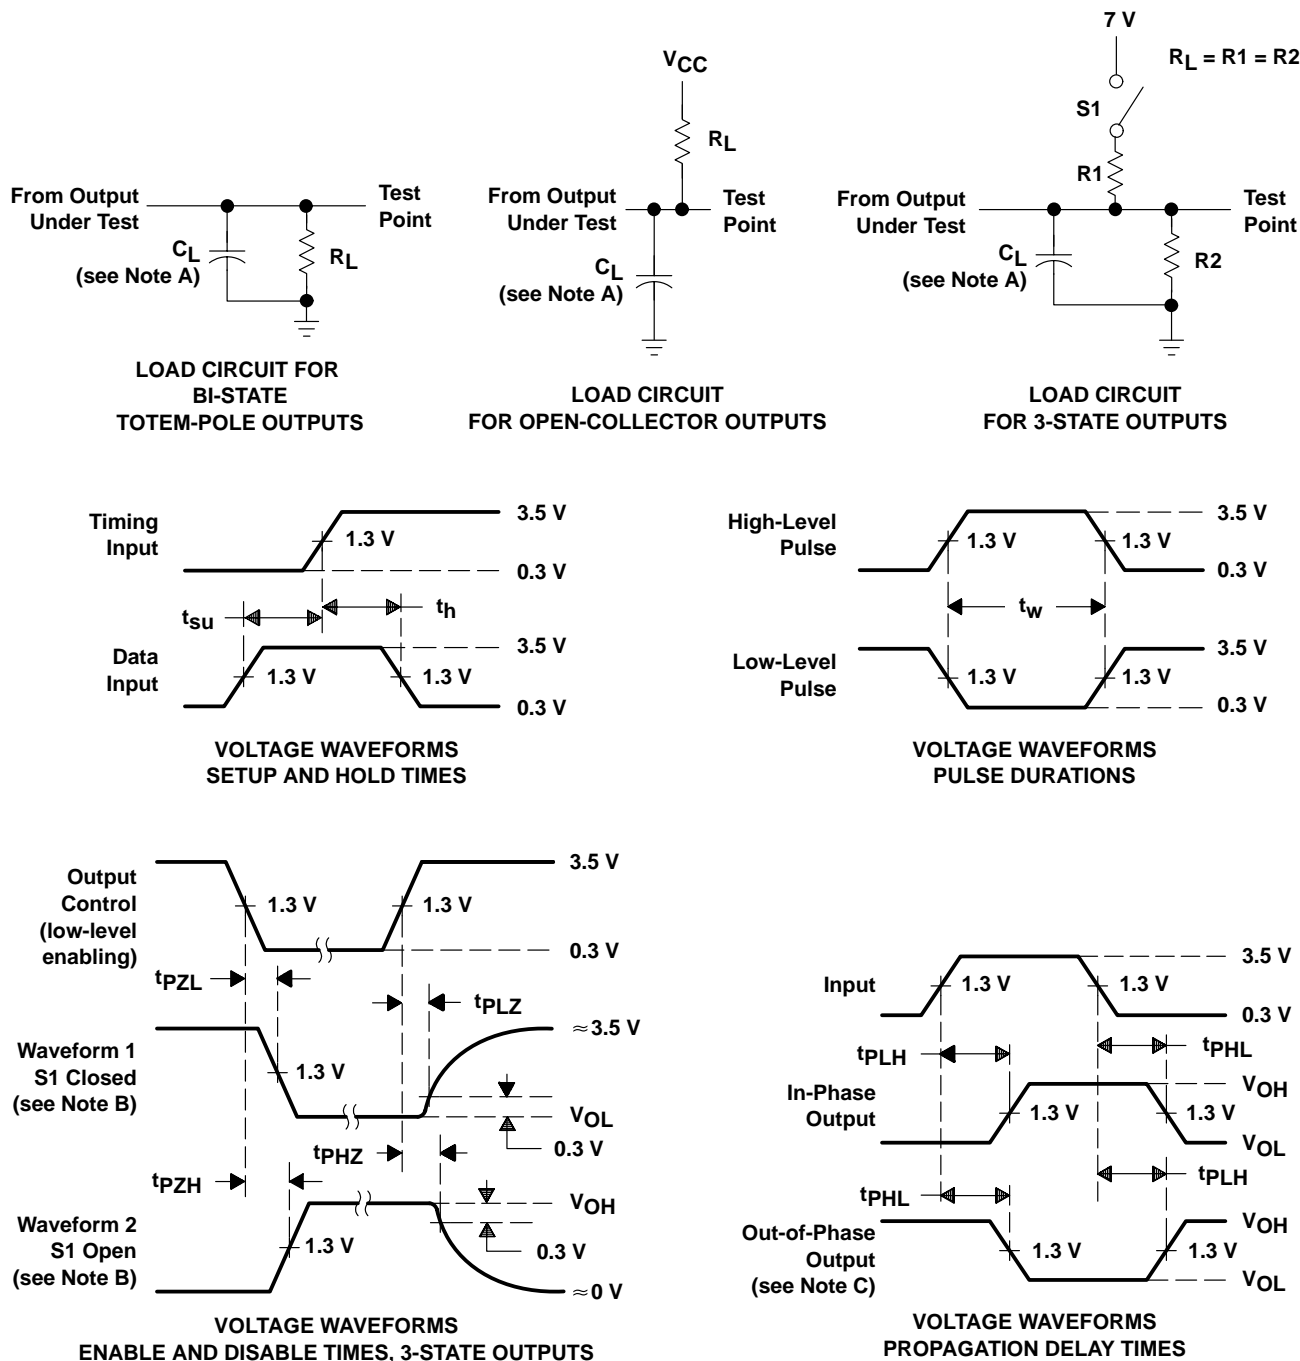 From Output
Under Test
Test
Point
CL
(see Note A)
RL
LOAD CIRCUIT FOR
BI-STATE
TOTEM-POLE OUTPUTS
VCC
RL
From Output
Under Test
Test
Point
CL
(see Note A)
LOAD CIRCUIT
FOR OPEN-COLLECTOR OUTPUTS
7 V
RL = R1 = R2
S1
R1
From Output
Under Test
Test
Point
CL
(see Note A)
R2
LOAD CIRCUIT
FOR 3-STATE OUTPUTS
Timing
Input
1.3 V
3.5 V
0.3 V
tsu
th
Data
Input
1.3 V
1.3 V
3.5 V
0.3 V
VOLTAGE WAVEFORMS
SETUP AND HOLD TIMES
High-Level
Pulse
1.3 V
1.3 V
3.5 V
0.3 V
tw
Low-Level
Pulse
1.3 V
1.3 V
3.5 V
0.3 V
VOLTAGE WAVEFORMS
PULSE DURATIONS
Output
Control
(low-level
enabling)
1.3 V
1.3 V
3.5 V
0.3 V
tPZL
tPLZ
Waveform 1
S1 Closed
(see Note B)
1.3 V
≈3.5 V
VOL
0.3 V
tPHZ
tPZH
Waveform 2
S1 Open
(see Note B)
1.3 V
VOH
0.3 V
≈0 V
VOLTAGE WAVEFORMS
ENABLE AND DISABLE TIMES, 3-STATE OUTPUTS
Input
1.3 V
1.3 V
3.5 V
0.3 V
tPLH
tPHL
In-Phase
Output
1.3 V
1.3 V
VOH
VOL
tPHL
tPLH
Out-of-Phase
Output
(see Note C)
1.3 V
1.3 V
VOH
VOL
VOLTAGE WAVEFORMS
PROPAGATION DELAY TIMES